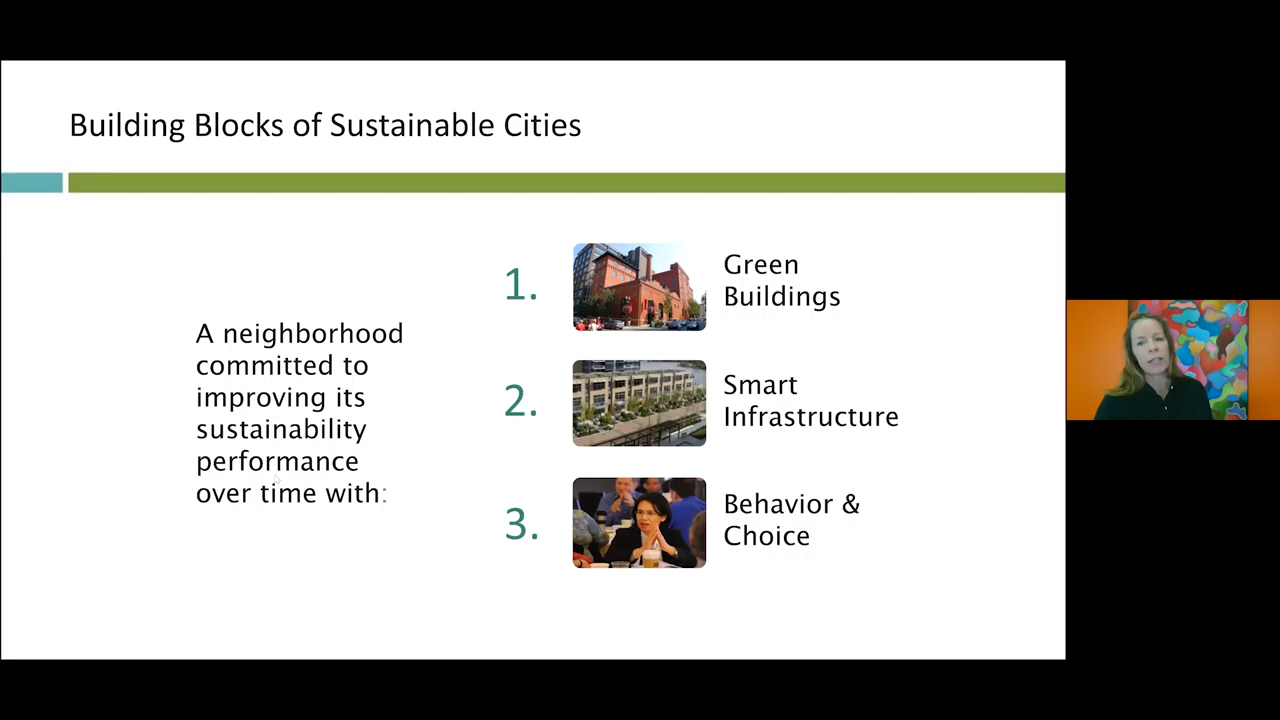 Building Blocks of Sustainable Cities
A neighborhood
committed to
improving its
sustainability
performance
over time with:
1.
Green
Buildings
2.
Smart
Infrastructure
3.
Behavior &
Choice